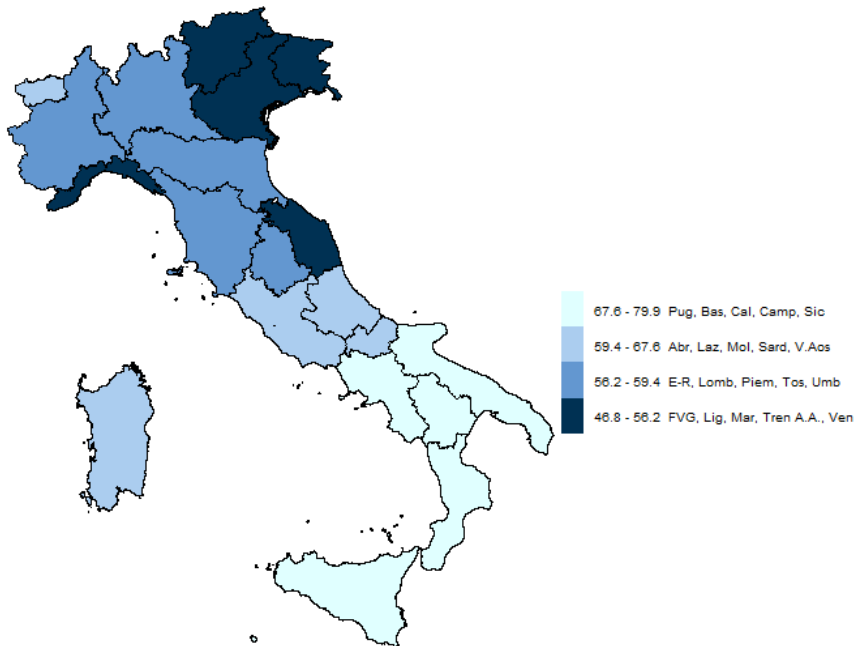 67.6 - 79.9 Pug, Bas, Cal, Camp, Sic
59.4 - 67.6 Abr, Laz, Mol, Sard, V.Aos
56.2 - 59.4 E-R, Lomb, Piem, Tos, Umb
46.8 - 56.2 FVG, Lig, Mar, Tren A.A., Ven